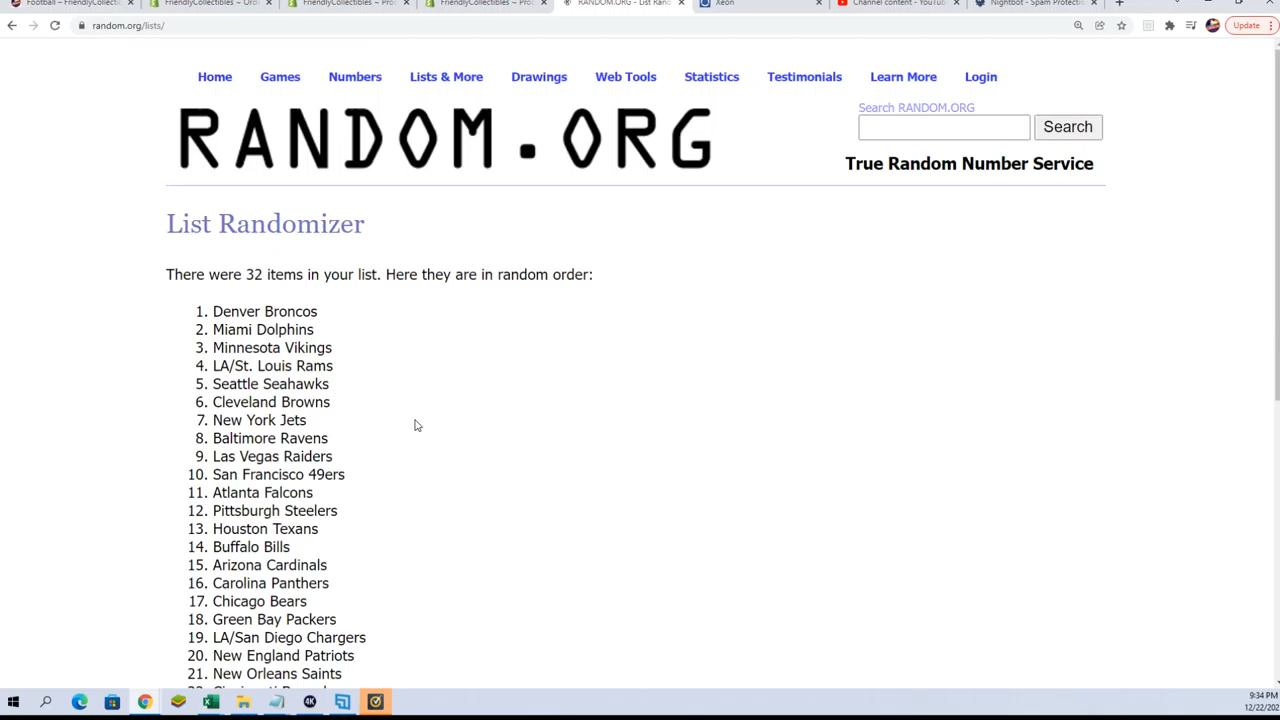 Football – FriendlyCollectibles
FriendlyCollectibles ~ Or
FriendlyCollectibles ~ Pro
FriendlyCollectibles ~ Proc
RANDOM.ORG - List Ran
Xeon
Channel content - YouTu
Nightbot - Spam Protecti
random.org/lists/
Update
Home Games Numbers Lists & More Drawings Web Tools Statistics Testimonials Learn More Login
RANDOM.ORG
Search RANDOM.ORG
Search
True Random Number Service
List Randomizer
There were 32 items in your list. Here they are in random order:
1. Denver Broncos
2. Miami Dolphins
3. Minnesota Vikings
4. LA/St. Louis Rams
5. Seattle Seahawks
6. Cleveland Browns
7. New York Jets
8. Baltimore Ravens
9. Las Vegas Raiders
10. San Francisco 49ers
11. Atlanta Falcons
12. Pittsburgh Steelers
13. Houston Texans
14. Buffalo Bills
15. Arizona Cardinals
16. Carolina Panthers
17. Chicago Bears
18. Green Bay Packers
19. LA/San Diego Chargers
20. New England Patriots
21. New Orleans Saints
4K
9:34 PM
12/22/202